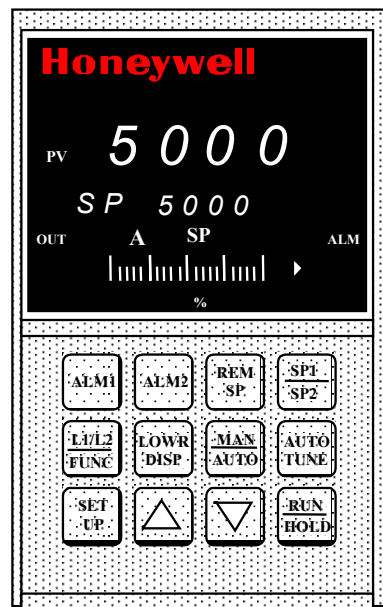 Honeywell
PV 5000
SP 5000
OUT A SP ALM
%
ALM1 ALM2 REM SP SP1 SP2
L1/L2 FUNC LOWR DISP MAN AUTO AUTO TUNE
SET UP RUN HOLD